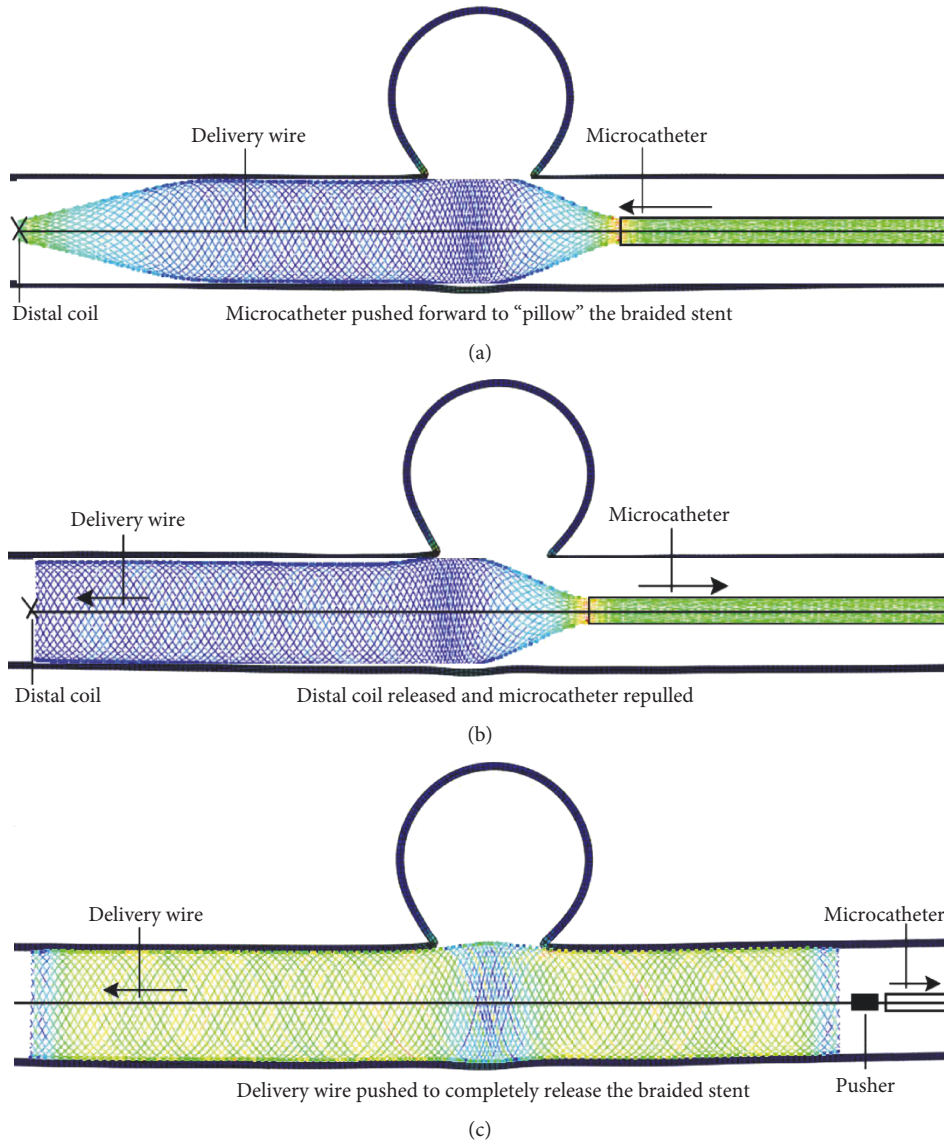 Delivery wire
Microcatheter
Distal coil
Microcatheter pushed forward to “pillow” the braided stent
(a)
Delivery wire
Microcatheter
Distal coil
Distal coil released and microcatheter repulled
(b)
Delivery wire
Microcatheter
Delivery wire pushed to completely release the braided stent
Pusher
(c)